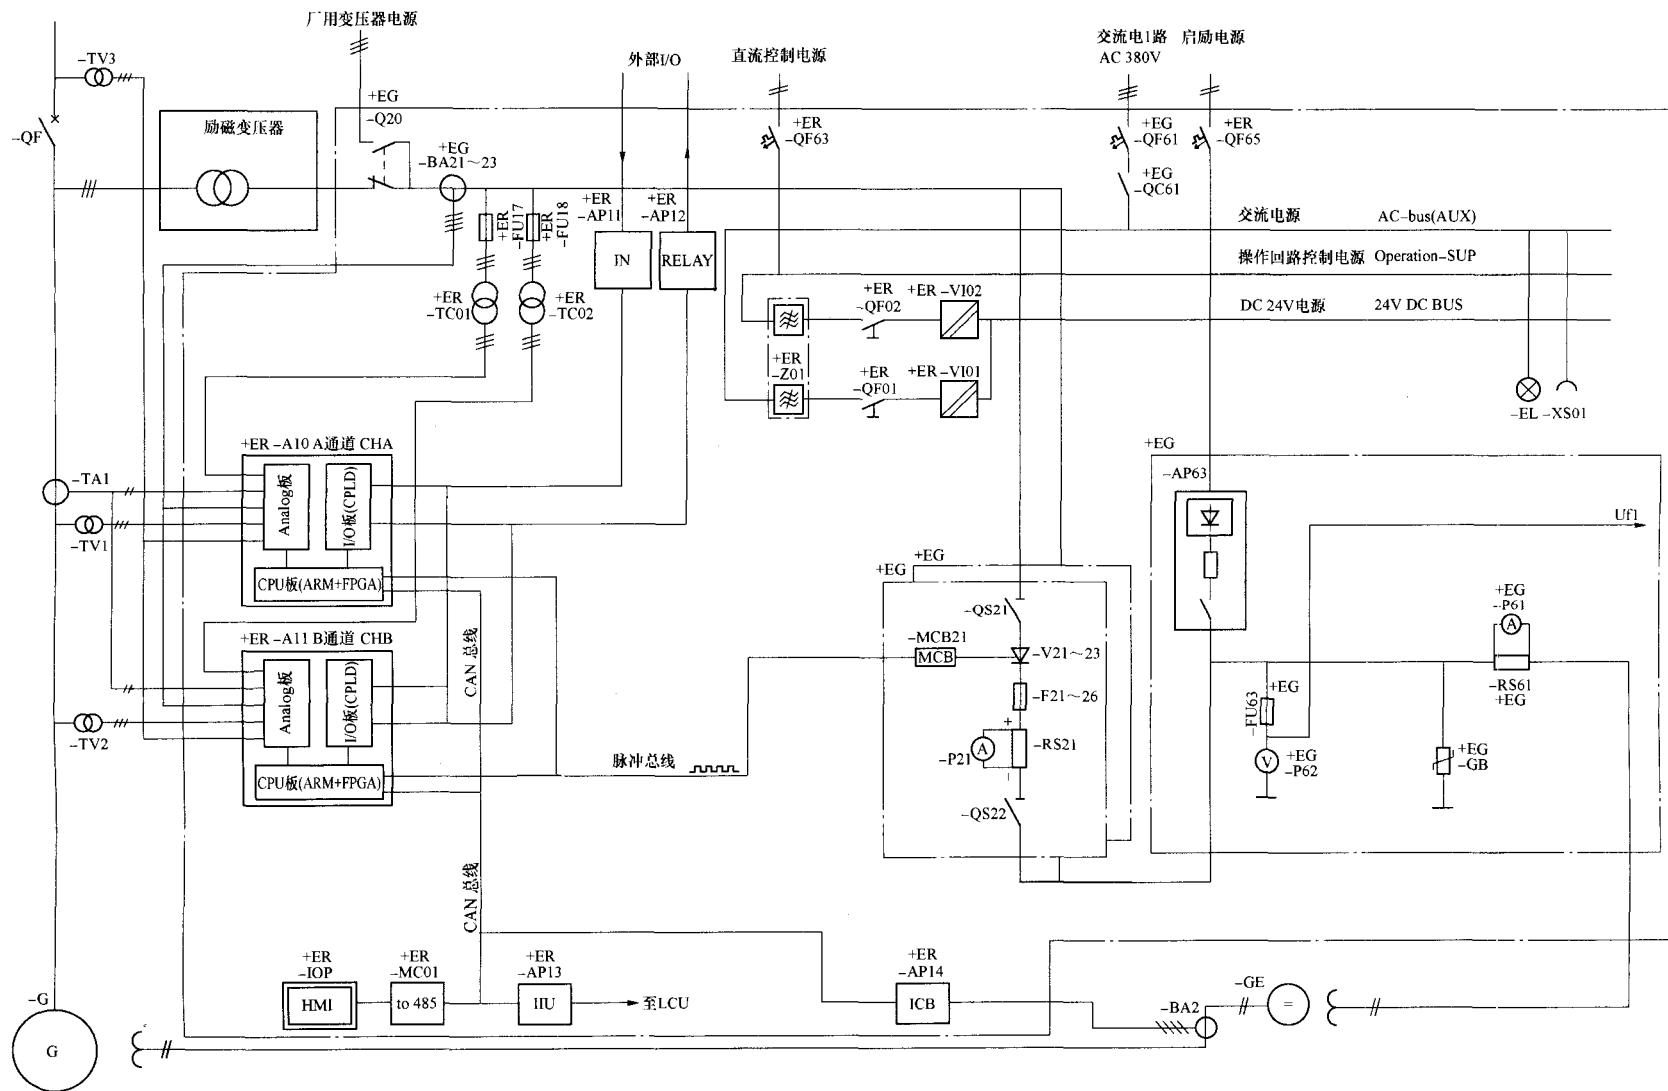 厂用变压器电源
-TV3
外部I/O
直流控制电源
交流电1路
AC 380V
启励电源
+EG
-Q20
-QF
励磁变压器
+EG
-BA21～23
+ER
-QF63
+EG
-QF61
+ER
-QF65
+EG
-QC61
+ER
-FU17
+ER
-FU18
+ER
-AP11
+ER
-AP12
IN
RELAY
交流电源 AC-bus(AUX)
操作回路控制电源 Operation-SUP
DC 24V电源 24V DC BUS
+ER
-TC01
+ER
-TC02
+ER
-QF02
+ER -VI02
+ER
-Z01
+ER
-QF01
+ER -VI01
-EL
-XS01
+ER -A10 A通道 CHA
Analog板
I/O板(CPLD)
CPU板(ARM+FPGA)
-TA1
-TV1
+EG
-AP63
Uf1
+EG
+EG
-QS21
-MCB21
MCB
-V21～23
-F21～26
+
-RS21
-P21
A
-
-QS22
+EG
-P61
A
-RS61
+EG
+EG
-FU63
V
+EG
-P62
+EG
-GB
+ER -A11 B通道 CHB
Analog板
I/O板(CPLD)
CPU板(ARM+FPGA)
CAN 总线
-TV2
脉冲总线
CAN 总线
+ER
-IOP
HMI
+ER
-MC01
to 485
+ER
-AP13
IIU
至LCU
+ER
-AP14
ICB
-BA2
-GE
=
-G
G